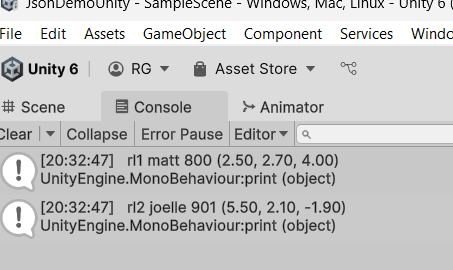 JsonDemoUnity - SampleScene - Windows, Mac, Linux - Unity 6 (
File Edit Assets GameObject Component Services Windo
Unity 6 RG Asset Store
Scene Console Animator
Clear Collapse Error Pause Editor
[20:32:47] rl1 matt 800 (2.50, 2.70, 4.00)
UnityEngine.MonoBehaviour:print (object)
[20:32:47] rl2 joelle 901 (5.50, 2.10, -1.90)
UnityEngine.MonoBehaviour:print (object)